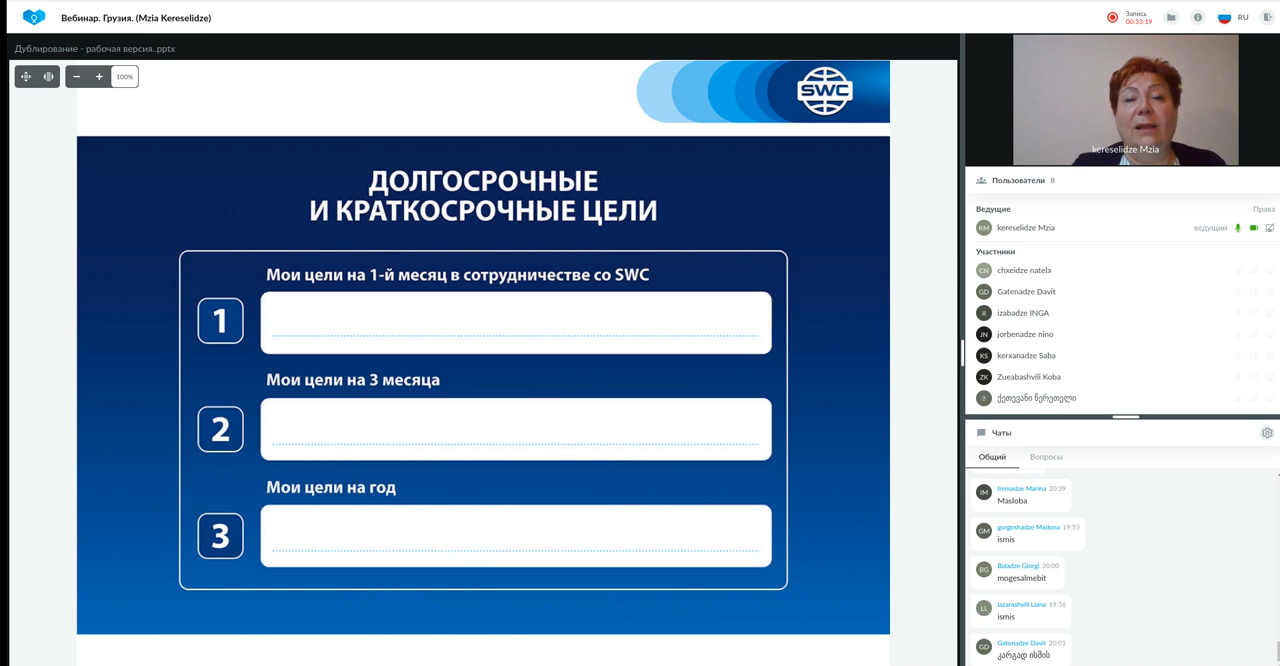 Вебинар. Грузия. (Mzia Kereselidze)
Запись
00:33:19
RU
Дублирование - рабочая версия..pptx
100%
SWC
ДОЛГОСРОЧНЫЕ
И КРАТКОСРОЧНЫЕ ЦЕЛИ
Мои цели на 1-й месяц в сотрудничестве со SWC
1
Мои цели на 3 месяца
2
Мои цели на год
3
kereselidze Mzia
Пользователи 8
Ведущие Права
KM kereselidze Mzia ведущий
Участники
CN chxeidze natela
GD Gatenadze Davit
II izabadze INGA
JN jorbenadze nino
KS kerxanadze Saba
ZK Zueabashvili Koba
ქეთევანი წერეთელი
Чаты
Общий Вопросы
IM Iremadze Marina 20:39
Masloba
GM gorgoshadze Madona 19:53
ismis
BG Baladze Giorgi 20:00
mogesalmebit
LL lazarashvili Liana 19:56
ismis
GD Gatenadze Davit 20:01
კარგად ისმის